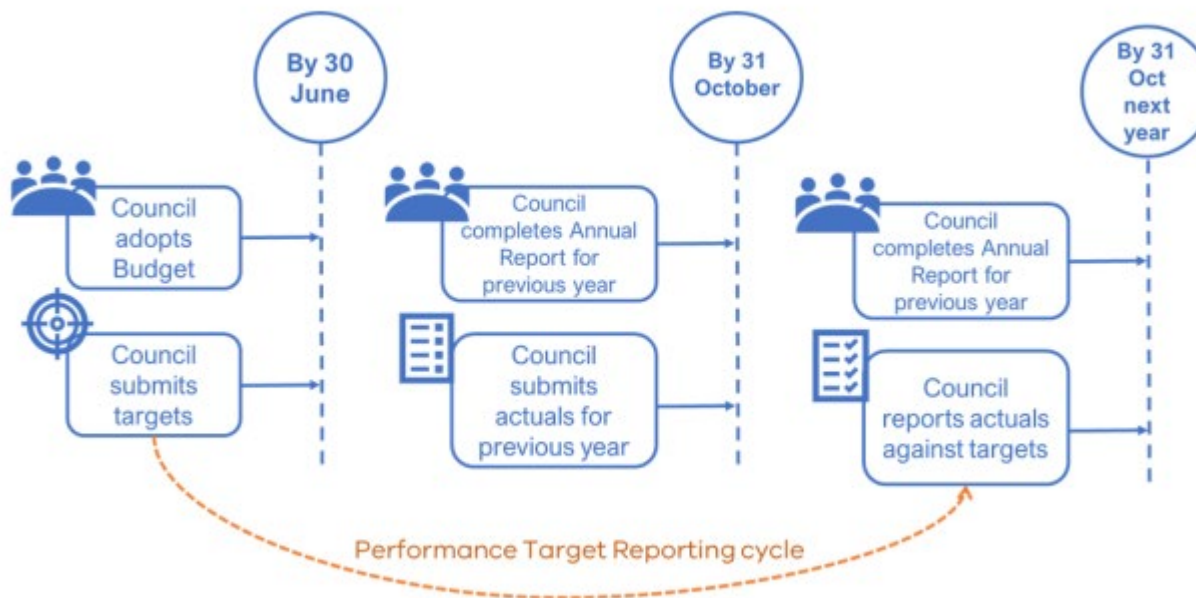 By 30
June
Council
adopts
Budget
Council
submits
targets
By 31
October
Council
completes Annual
Report for
previous year
Council
submits
actuals for
previous year
By 31
Oct
next
year
Council
completes Annual
Report for
previous year
Council
reports actuals
against targets
Performance Target Reporting cycle